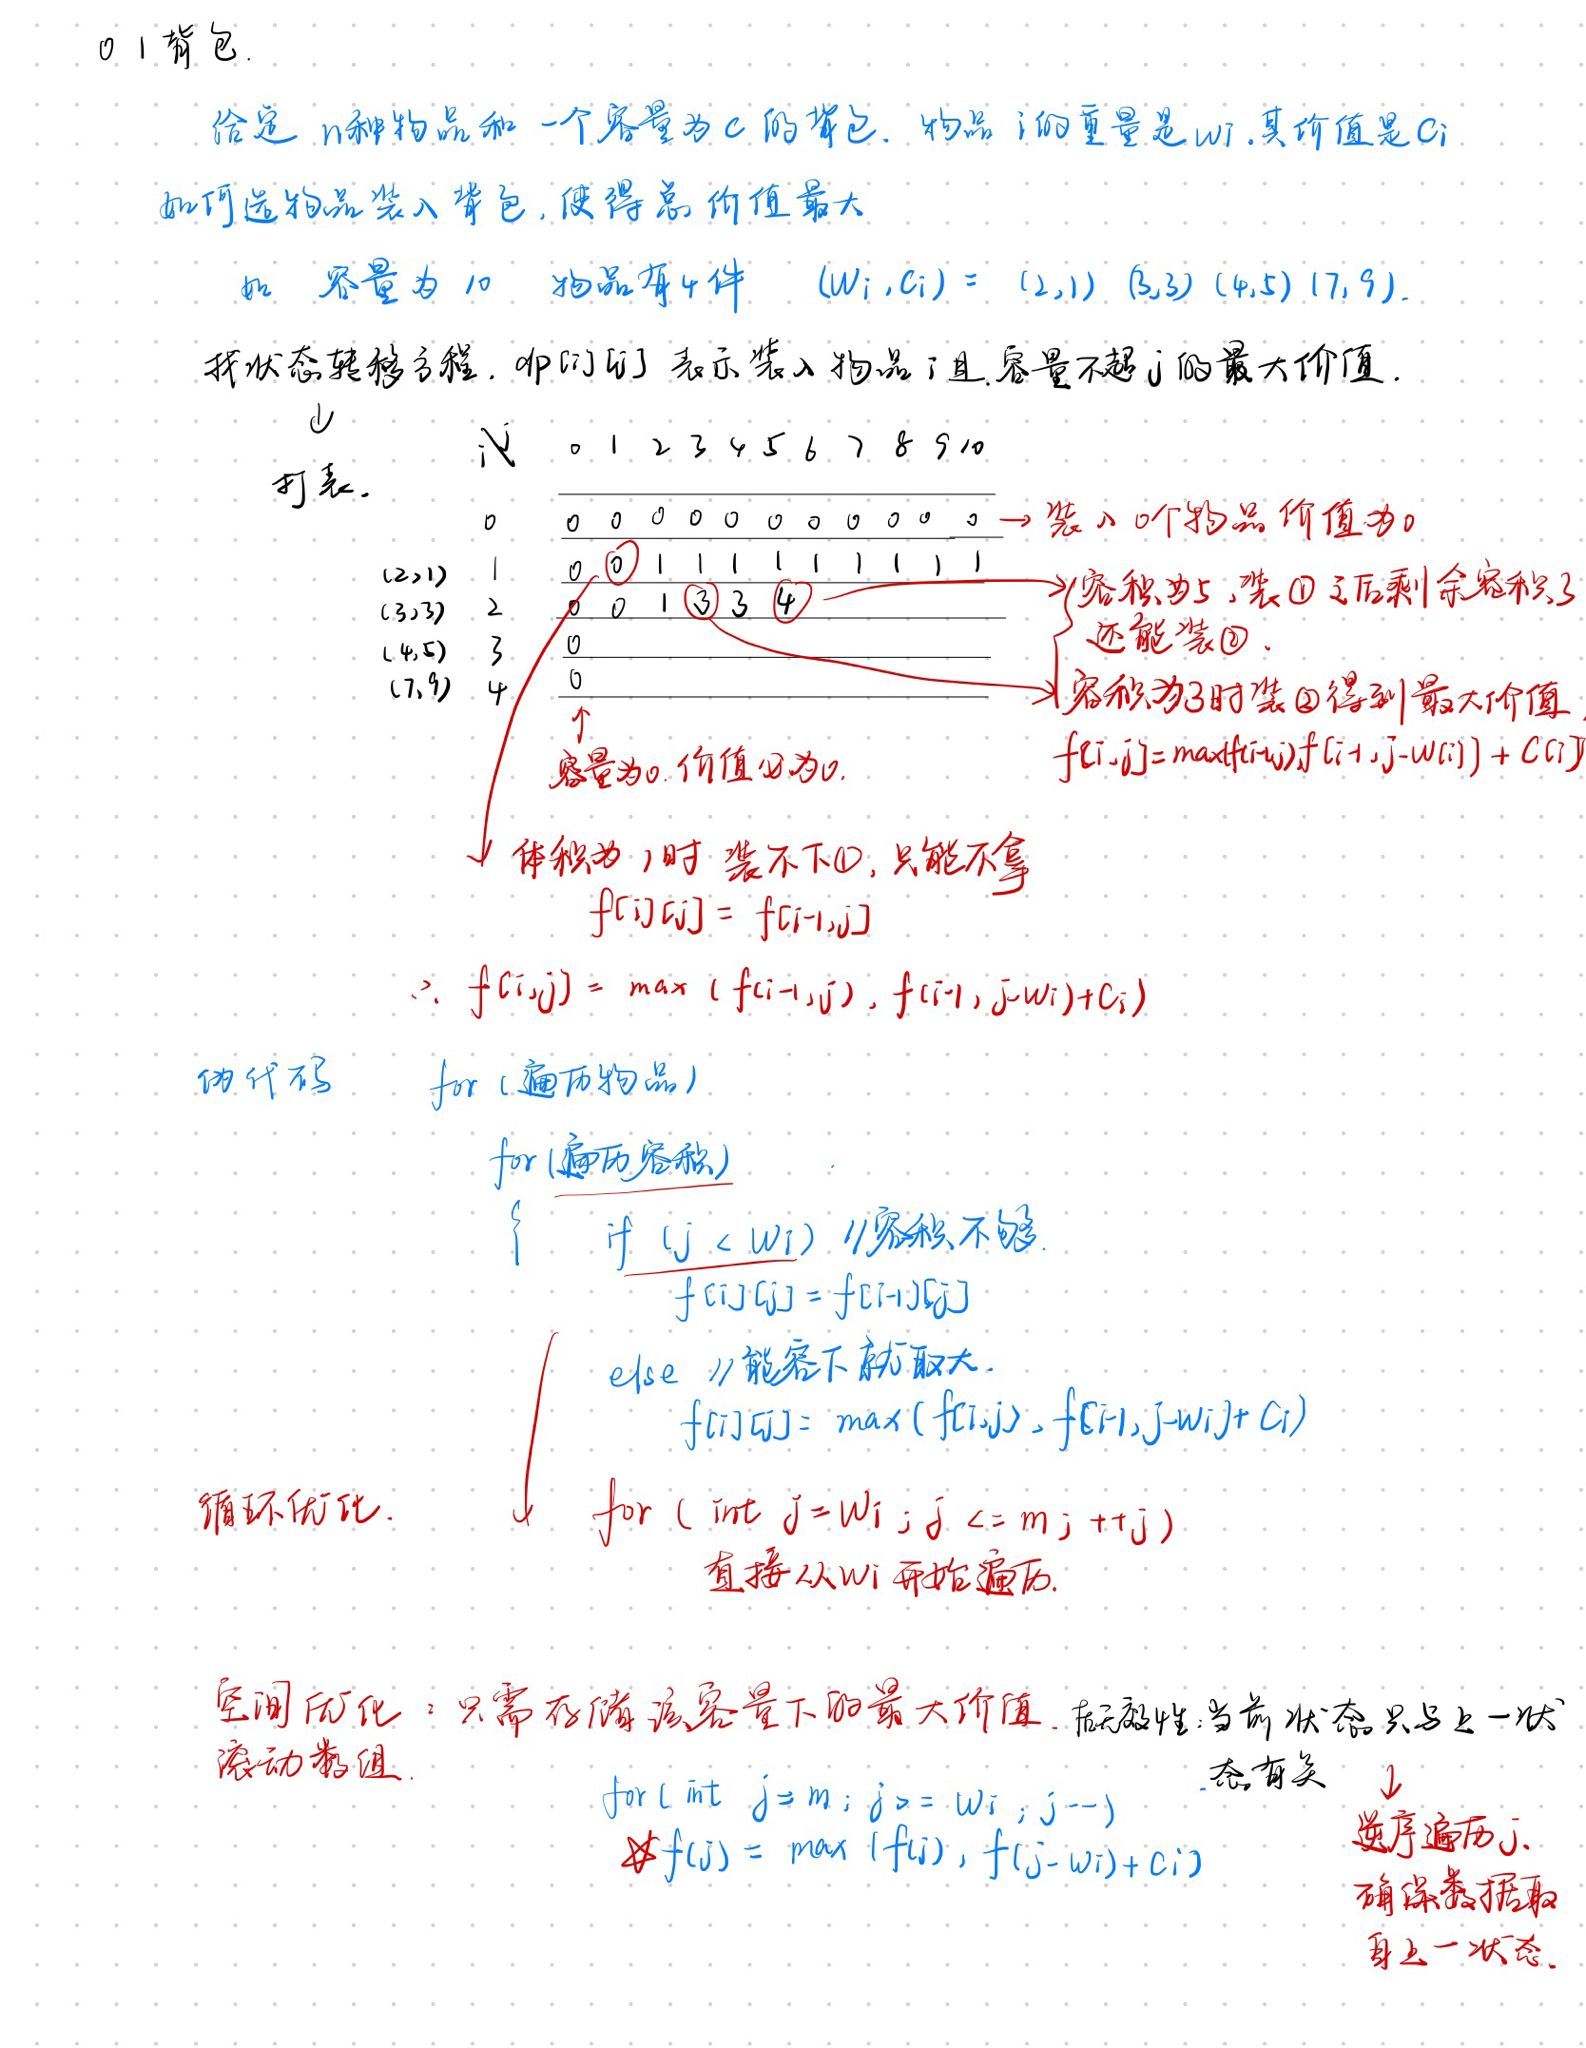 01背包.
给定 n种物品和 一个容量为c的背包. 物品i的重量是wi.其价值是Ci
如何选物品装入背包,使得总价值最大
如 容量为10 物品有4件 (Wi,Ci) = (2,1) (3,3) (4,5) (7,9).
找状态转移方程. dp[i][j] 表示装入物品i且容量不超j的最大价值.
↓
打表.
i\j 0 1 2 3 4 5 6 7 8 9 10
0 0 0 0 0 0 0 0 0 0 0 0 → 装入0个物品价值为0
(2,1) 1 0 0 1 1 1 1 1 1 1 1 1
(3,3) 2 0 0 1 3 3 4
(4,5) 3 0
(7,9) 4 0
容积为5,装①之后剩余容积3
还能装②.
容积为3时装②得到最大价值,
f[i,j]=max(f(i-1,j),f[i-1,j-W(i)]+C(i))
↑
容量为0.价值必为0.
体积为1时 装不下①,只能不拿
f[i][j] = f[i-1,j]
∴ f[i,j] = max (f(i-1,j), f(i-1, j-wi)+Ci)
伪代码 for (遍历物品)
for(遍历容积)
{ if (j < Wi) //容积不够.
f[i][j] = f[i-1][j]
else //能容下就取大.
f[i][j] = max(f[i,j), f[i-1,j-wi]+Ci)
循环优化. for ( int j=Wi; j <= m; ++j)
直接从Wi开始遍历.
空间优化: 只需存储该容量下的最大价值. 后无效性:当前状态只与上一状
态有关
滚动数组.
for( int j=m; j>= Wi; j--)
f(j) = max (f(j), f(j-wi)+Ci)
↓
逆序遍历j.
确保数据取
自上一状态.